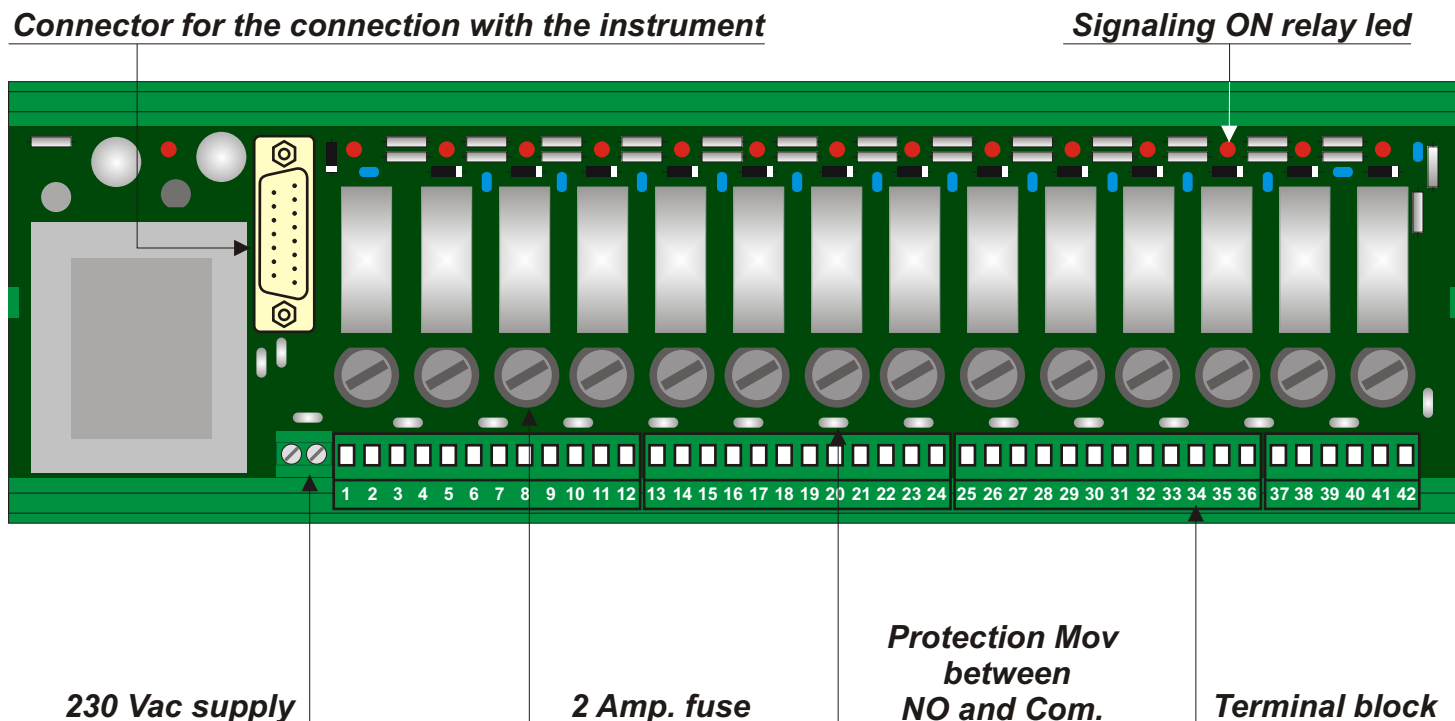 Connector for the connection with the instrument
Signaling ON relay led
1 2 3 4 5 6 7 8 9 10 11 12 13 14 15 16 17 18 19 20 21 22 23 24 25 26 27 28 29 30 31 32 33 34 35 36 37 38 39 40 41 42
230 Vac supply
2 Amp. fuse
Protection Mov
between
NO and Com.
Terminal block